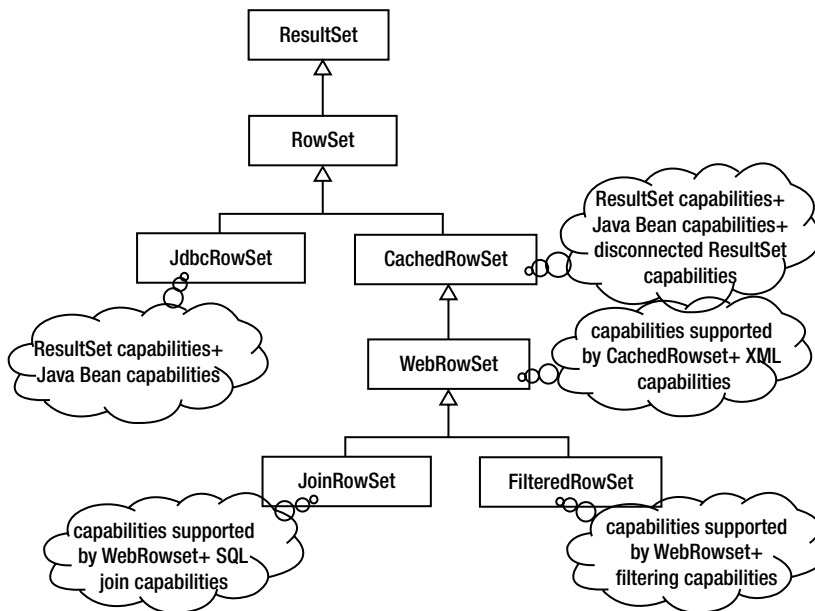 ResultSet
RowSet
JdbcRowSet
CachedRowSet
ResultSet capabilities+
Java Bean capabilities+
disconnected ResultSet
capabilities
ResultSet capabilities+
Java Bean capabilities
WebRowSet
capabilities supported
by CachedRowset+ XML
capabilities
JoinRowSet
FilteredRowSet
capabilities supported
by WebRowset+ SQL
join capabilities
capabilities supported
by WebRowset+
filtering capabilities